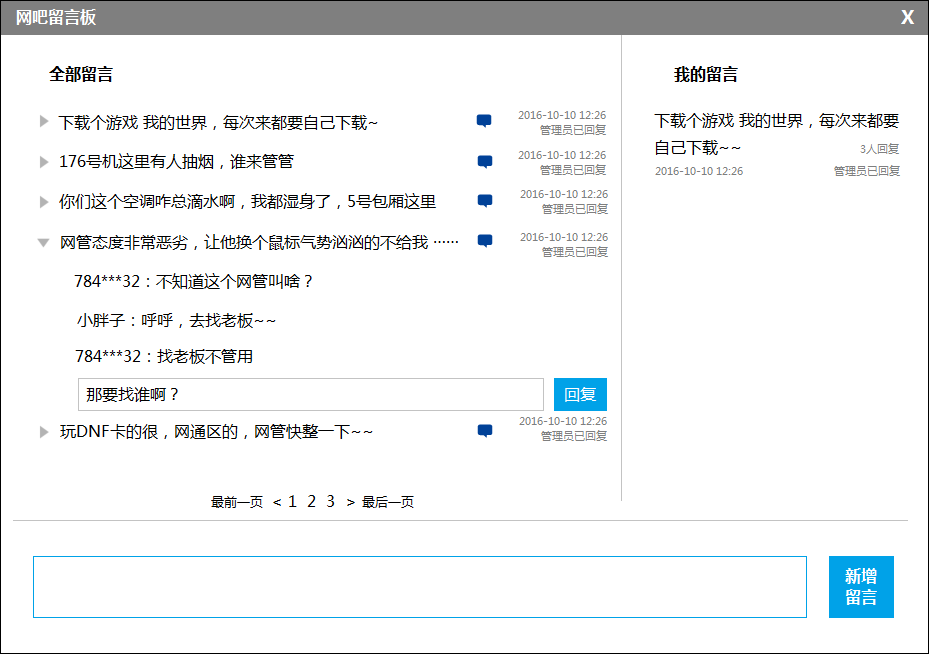 网吧留言板 X
全部留言
下载个游戏 我的世界，每次来都要自己下载~
2016-10-10 12:26
管理员已回复
176号机这里有人抽烟，谁来管管
2016-10-10 12:26
管理员已回复
你们这个空调咋总滴水啊，我都湿身了，5号包厢这里
2016-10-10 12:26
管理员已回复
网管态度非常恶劣，让他换个鼠标气势汹汹的不给我 ……
2016-10-10 12:26
管理员已回复
784***32：不知道这个网管叫啥？
小胖子：呼呼，去找老板~~
784***32：找老板不管用
那要找谁啊？
回复
玩DNF卡的很，网通区的，网管快整一下~~
2016-10-10 12:26
管理员已回复
最前一页 < 1 2 3 > 最后一页
我的留言
下载个游戏 我的世界，每次来都要
自己下载~~
3人回复
2016-10-10 12:26
管理员已回复
新增
留言